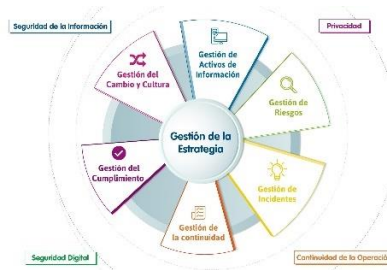 Seguridad de la Información
Privacidad
Gestión de
Activos de
Información
Gestión del
Cambio y Cultura
Gestión de
Riesgos
Gestión de la
Estrategia
Gestión del
Cumplimiento
Gestión de
Incidentes
Gestión de
la continuidad
Seguridad Digital
Continuidad de la Operación